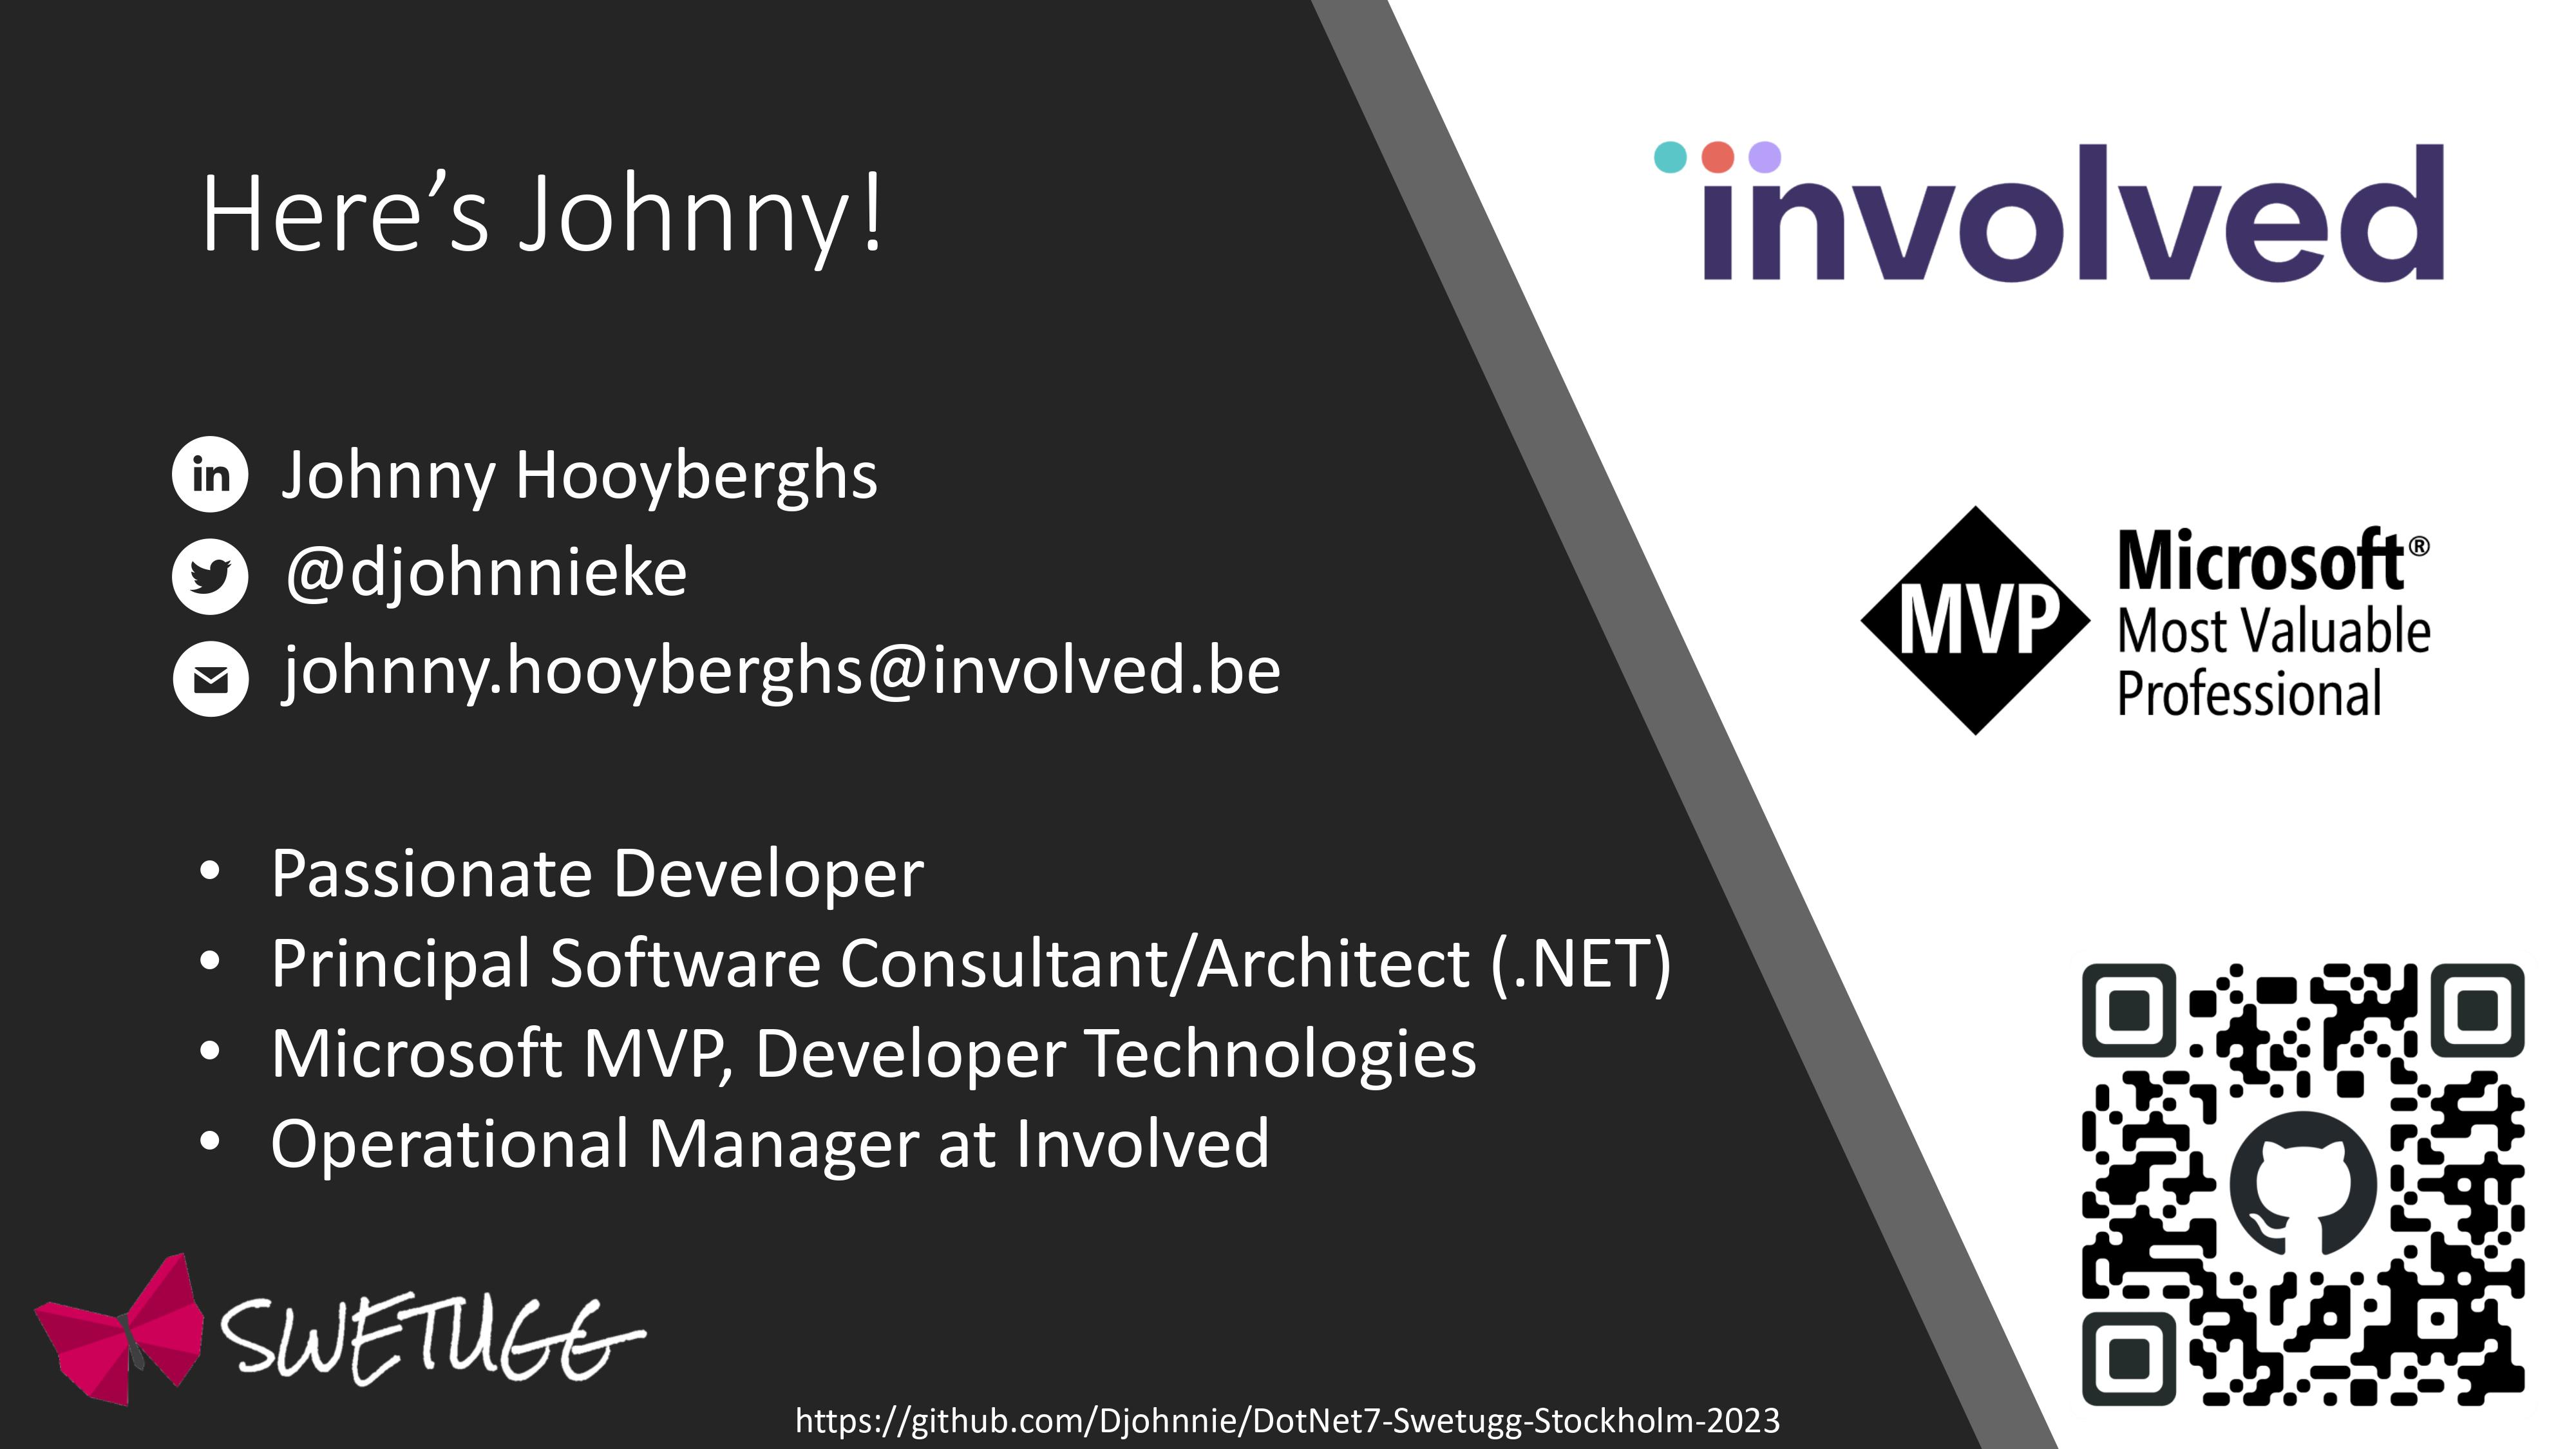 Here’s Johnny!
in Johnny Hooyberghs
@djohnnieke
johnny.hooyberghs@involved.be
• Passionate Developer
• Principal Software Consultant/Architect (.NET)
• Microsoft MVP, Developer Technologies
• Operational Manager at Involved
SWETUGG
https://github.com/Djohnnie/DotNet7-Swetugg-Stockholm-2023
involved
MVP
Microsoft®
Most Valuable
Professional